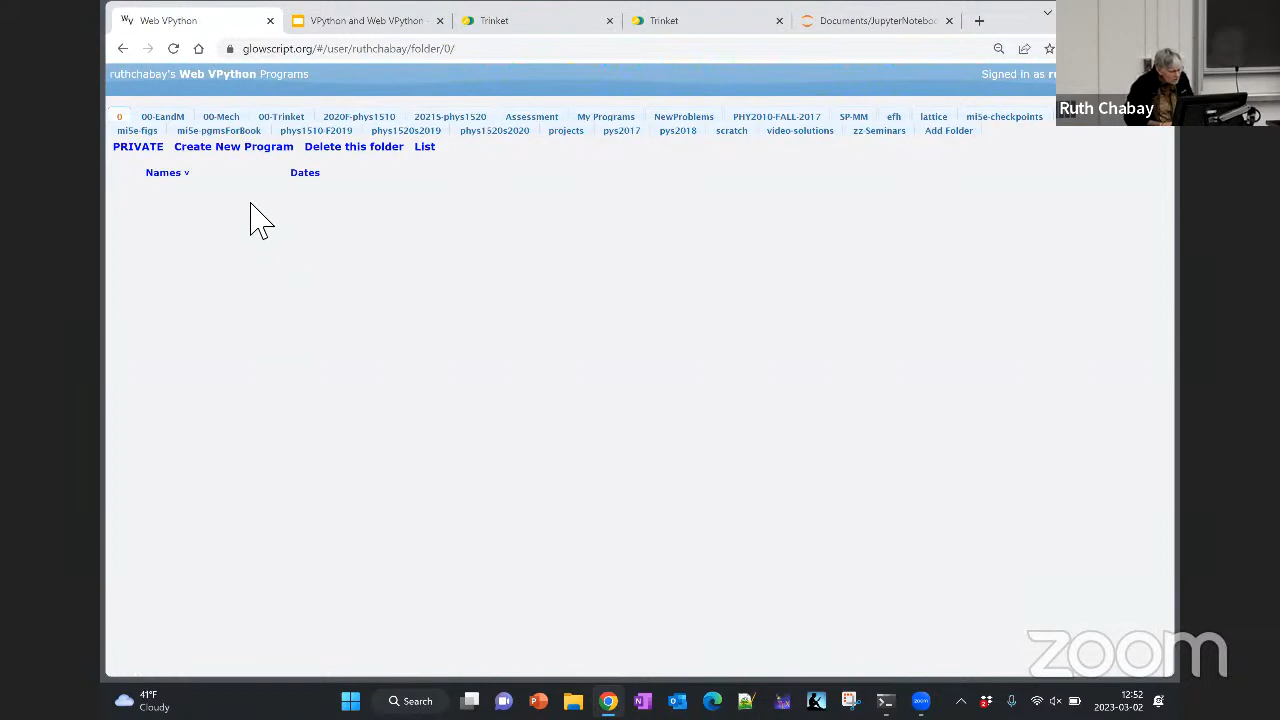 Web VPython
VPython and Web VPython -
Trinket
Trinket
Documents/JupyterNotebo
glowscript.org/#/user/ruthchabay/folder/0/
ruthchabay's Web VPython Programs
Signed in as ru
Ruth Chabay
0 00-EandM 00-Mech 00-Trinket 2020F-phys1510 2021S-phys1520 Assessment My Programs NewProblems PHY2010-FALL-2017 SP-MM efh lattice mi5e-checkpoints
mi5e-figs mi5e-pgmsForBook phys1510-F2019 phys1520s2019 phys1520s2020 projects pys2017 pys2018 scratch video-solutions zz-Seminars Add Folder
PRIVATE Create New Program Delete this folder List
Names v Dates
zoom
41°F
Cloudy
Search
zoom
2
12:52
2023-03-02